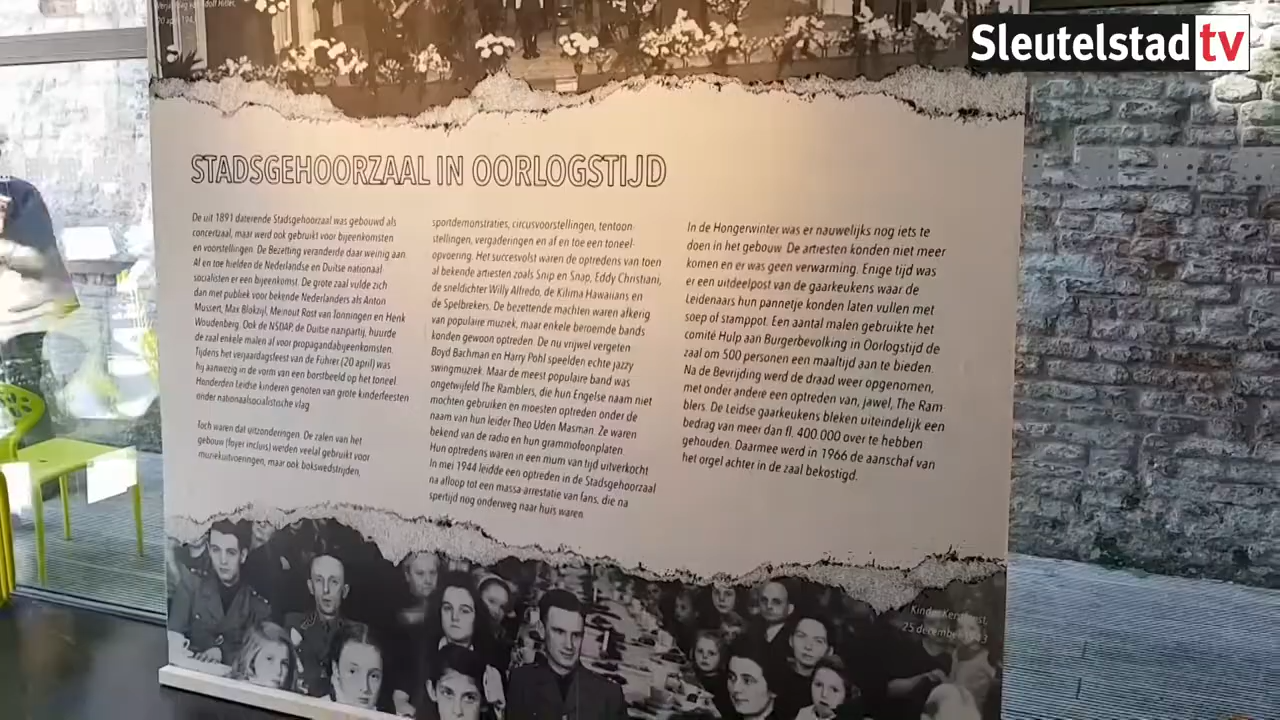 Sleutelstad tv
20 april 194
STADSGEHOORZAAL IN OORLOGSTIJD
De uit 1891 daterende Stadsgehoorzaal was gebouwd als
concertzaal, maar werd ook gebruikt voor bijeenkomsten
en voorstellingen. De Bezetting veranderde daar weinig aan
Af en toe hielden de Nederlandse en Duitse nationaal
socialisten er een bijeenkomst. De grote zaal vulde zich
dan met publiek voor bekende Nederlanders als Anton
Mussert, Max Blokzijl, Meinout Rost van Tonningen en Henk
Woudenberg. Ook de NSDAP, de Duitse nazipartij, huurde
de zaal enkele malen af voor propagandabijeenkomsten.
Tijdens het verjaardagsfeest van de Führer (20 april) was
hij aanwezig in de vorm van een borstbeeld op het toneel
Honderden Leidse kinderen genoten van grote kinderfeesten
onder nationaalsocialistische vlag
Toch waren dat uitzonderingen. De zalen van het
gebouw (foyer incluis) werden veelal gebruikt voor
muziekuitvoeringen, maar ook bokswedstrijden,
sportdemonstraties, circusvoorstellingen, tentoon
stellingen, vergaderingen en af en toe een toneel-
opvoering. Het succesvolst waren de optredens van toen
al bekende artiesten zoals Snip en Snap, Eddy Christiani,
de sneldichter Willy Alfredo, de Kilima Hawaiians en
de Spelbrekers. De bezettende machten waren afkerig
van populaire muziek, maar enkele beroemde bands
konden gewoon optreden. De nu vrijwel vergeten
Boyd Bachman en Harry Pohl speelden echte jazzy
swingmuziek. Maar de meest populaire band was
ongetwijfeld The Ramblers, die hun Engelse naam niet
mochten gebruiken en moesten optreden onder de
naam van hun leider Theo Uden Masman. Ze waren
bekend van de radio en hun grammofoonplaten
Hun optredens waren in een mum van tijd uitverkocht
In mei 1944 leidde een optreden in de Stadsgehoorzaal
na afloop tot een massa-arrestatie van fans, die na
spertijd nog onderweg naar huis waren.
In de Hongerwinter was er nauwelijks nog iets te
doen in het gebouw. De artiesten konden niet meer
komen en er was geen verwarming. Enige tijd was
er een uitdeelpost van de gaarkeukens waar de
Leidenaars hun pannetje konden laten vullen met
soep of stamppot. Een aantal malen gebruikte het
comité Hulp aan Burgerbevolking in Oorlogstijd de
zaal om 500 personen een maaltijd aan te bieden.
Na de Bevrijding werd de draad weer opgenomen,
met onder andere een optreden van, jawel, The Ram-
blers. De Leidse gaarkeukens bleken uiteindelijk een
bedrag van meer dan fl. 400.000 over te hebben
gehouden. Daarmee werd in 1966 de aanschaf van
het orgel achter in de zaal bekostigd.
25 december